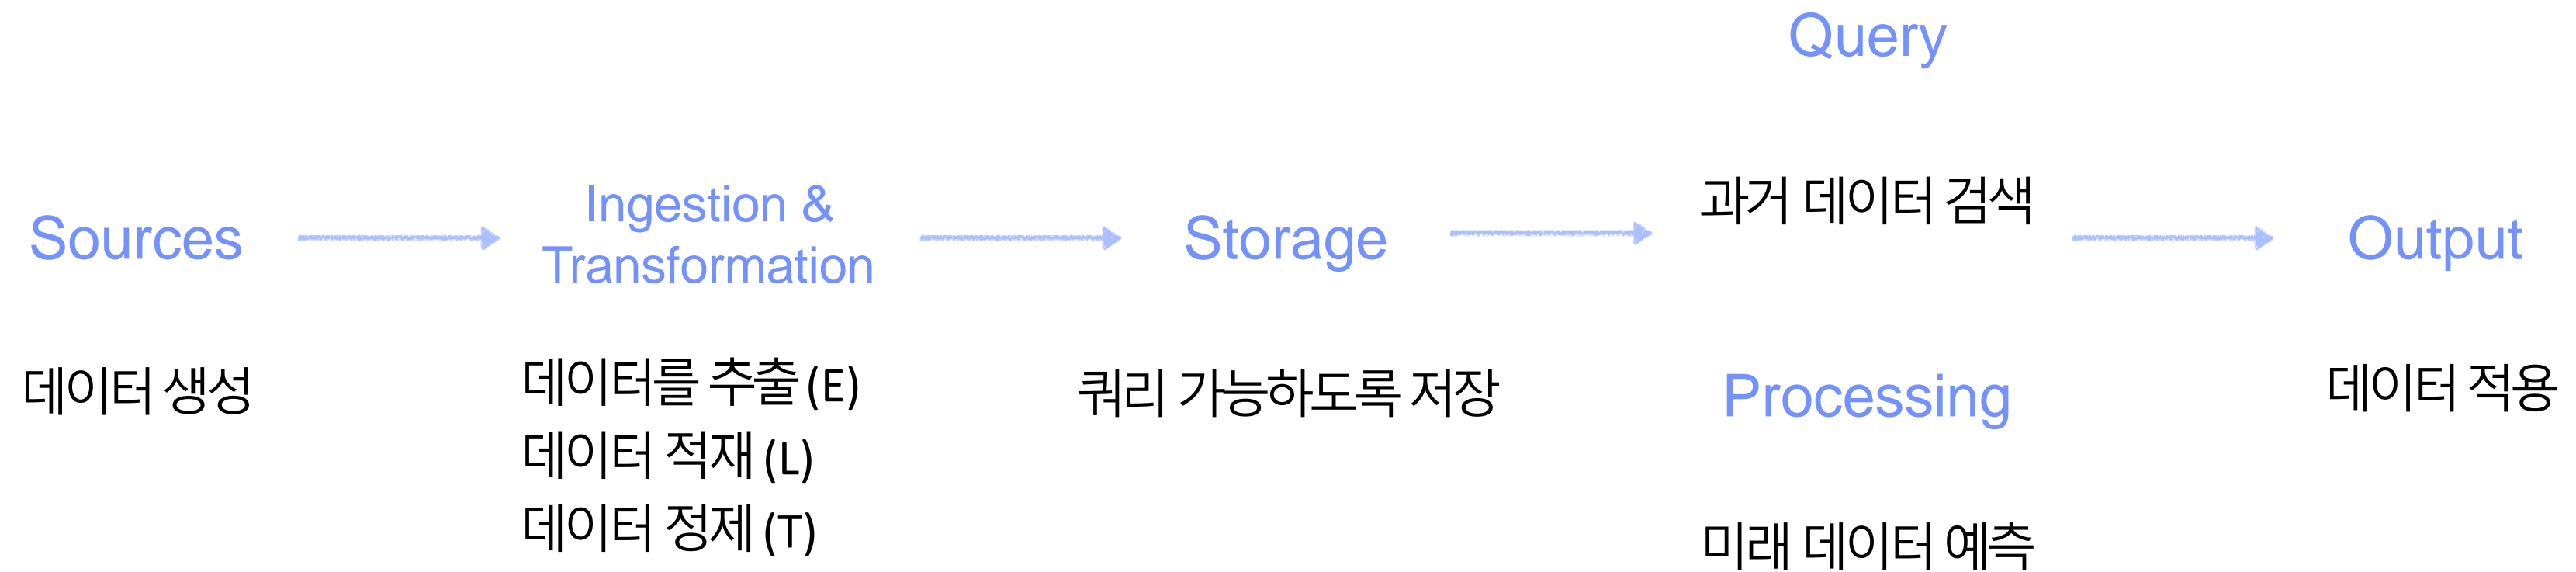 Sources
데이터 생성
Ingestion &
Transformation
데이터를 추출 (E)
데이터 적재 (L)
데이터 정제 (T)
Storage
쿼리 가능하도록 저장
Query
과거 데이터 검색
Processing
미래 데이터 예측
Output
데이터 적용